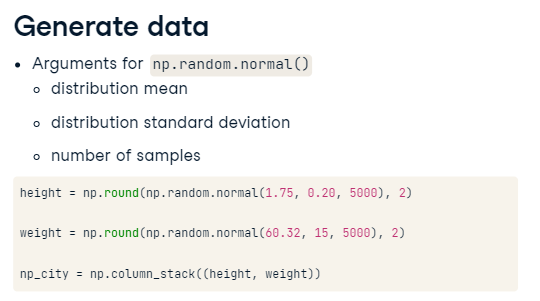 Generate data
• Arguments for np.random.normal()
○ distribution mean
○ distribution standard deviation
○ number of samples
height = np.round(np.random.normal(1.75, 0.20, 5000), 2)
weight = np.round(np.random.normal(60.32, 15, 5000), 2)
np_city = np.column_stack((height, weight))